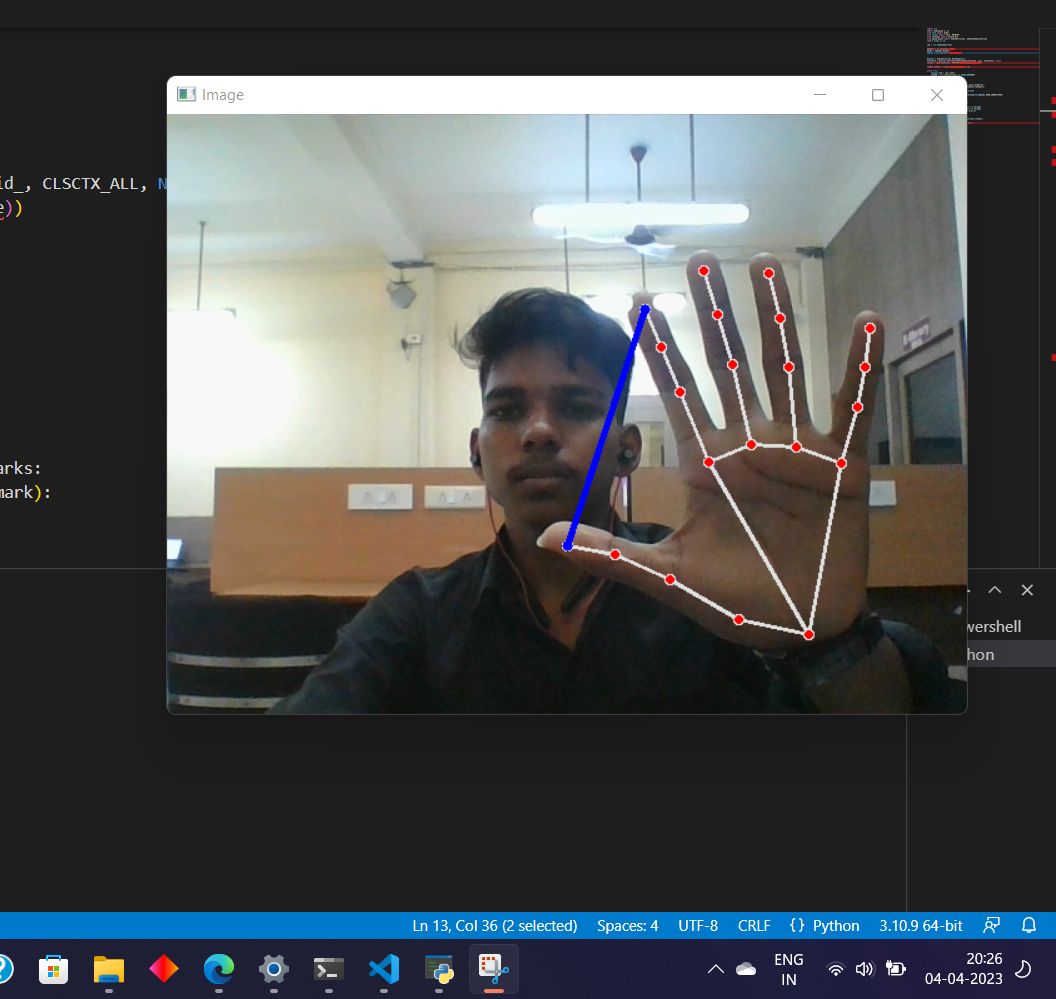 Image
id_, CLSCTX_ALL, N
e))
arks:
mark):
wershell
hon
Ln 13, Col 36 (2 selected) Spaces: 4 UTF-8 CRLF {} Python 3.10.9 64-bit
ENG
IN
20:26
04-04-2023